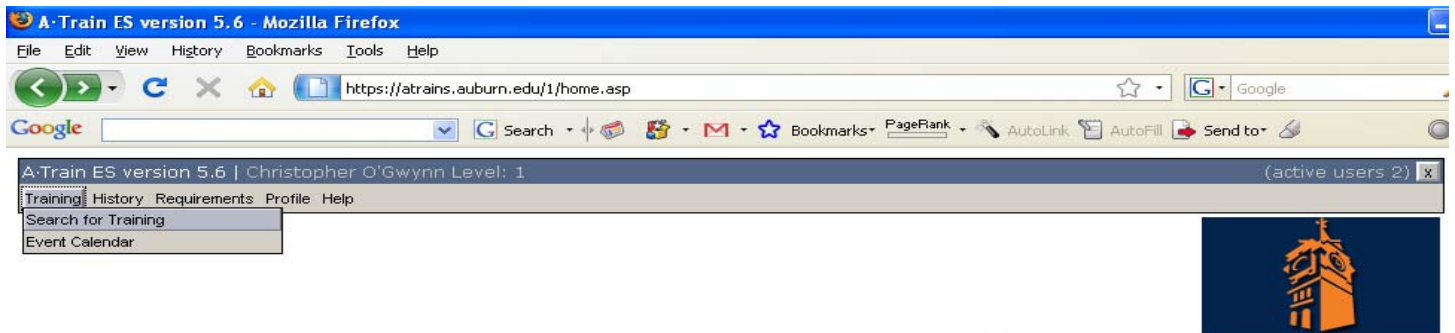 A·Train ES version 5.6 - Mozilla Firefox
File Edit View History Bookmarks Tools Help
https://atrains.auburn.edu/1/home.asp G Google
Google G Search Bookmarks PageRank AutoLink AutoFill Send to
A·Train ES version 5.6 | Christopher O'Gwynn Level: 1 (active users 2) x
Training History Requirements Profile Help
Search for Training
Event Calendar